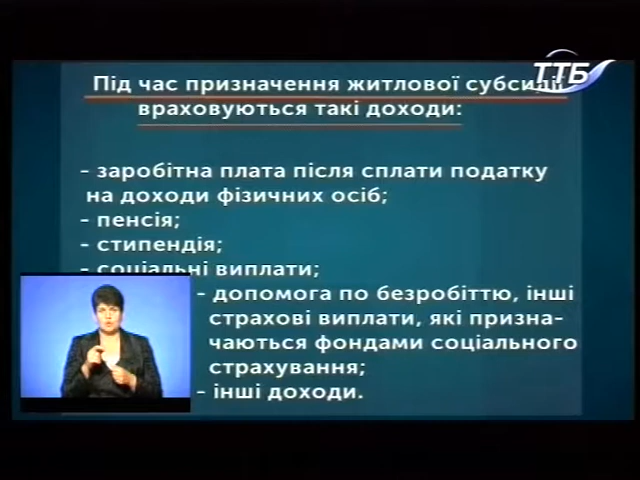 ТТБ
Під час призначення житлової субсидії
враховуються такі доходи:
- заробітна плата після сплати податку
на доходи фізичних осіб;
- пенсія;
- стипендія;
- соціальні виплати;
- допомога по безробіттю, інші
страхові виплати, які призна-
чаються фондами соціального
страхування;
- інші доходи.